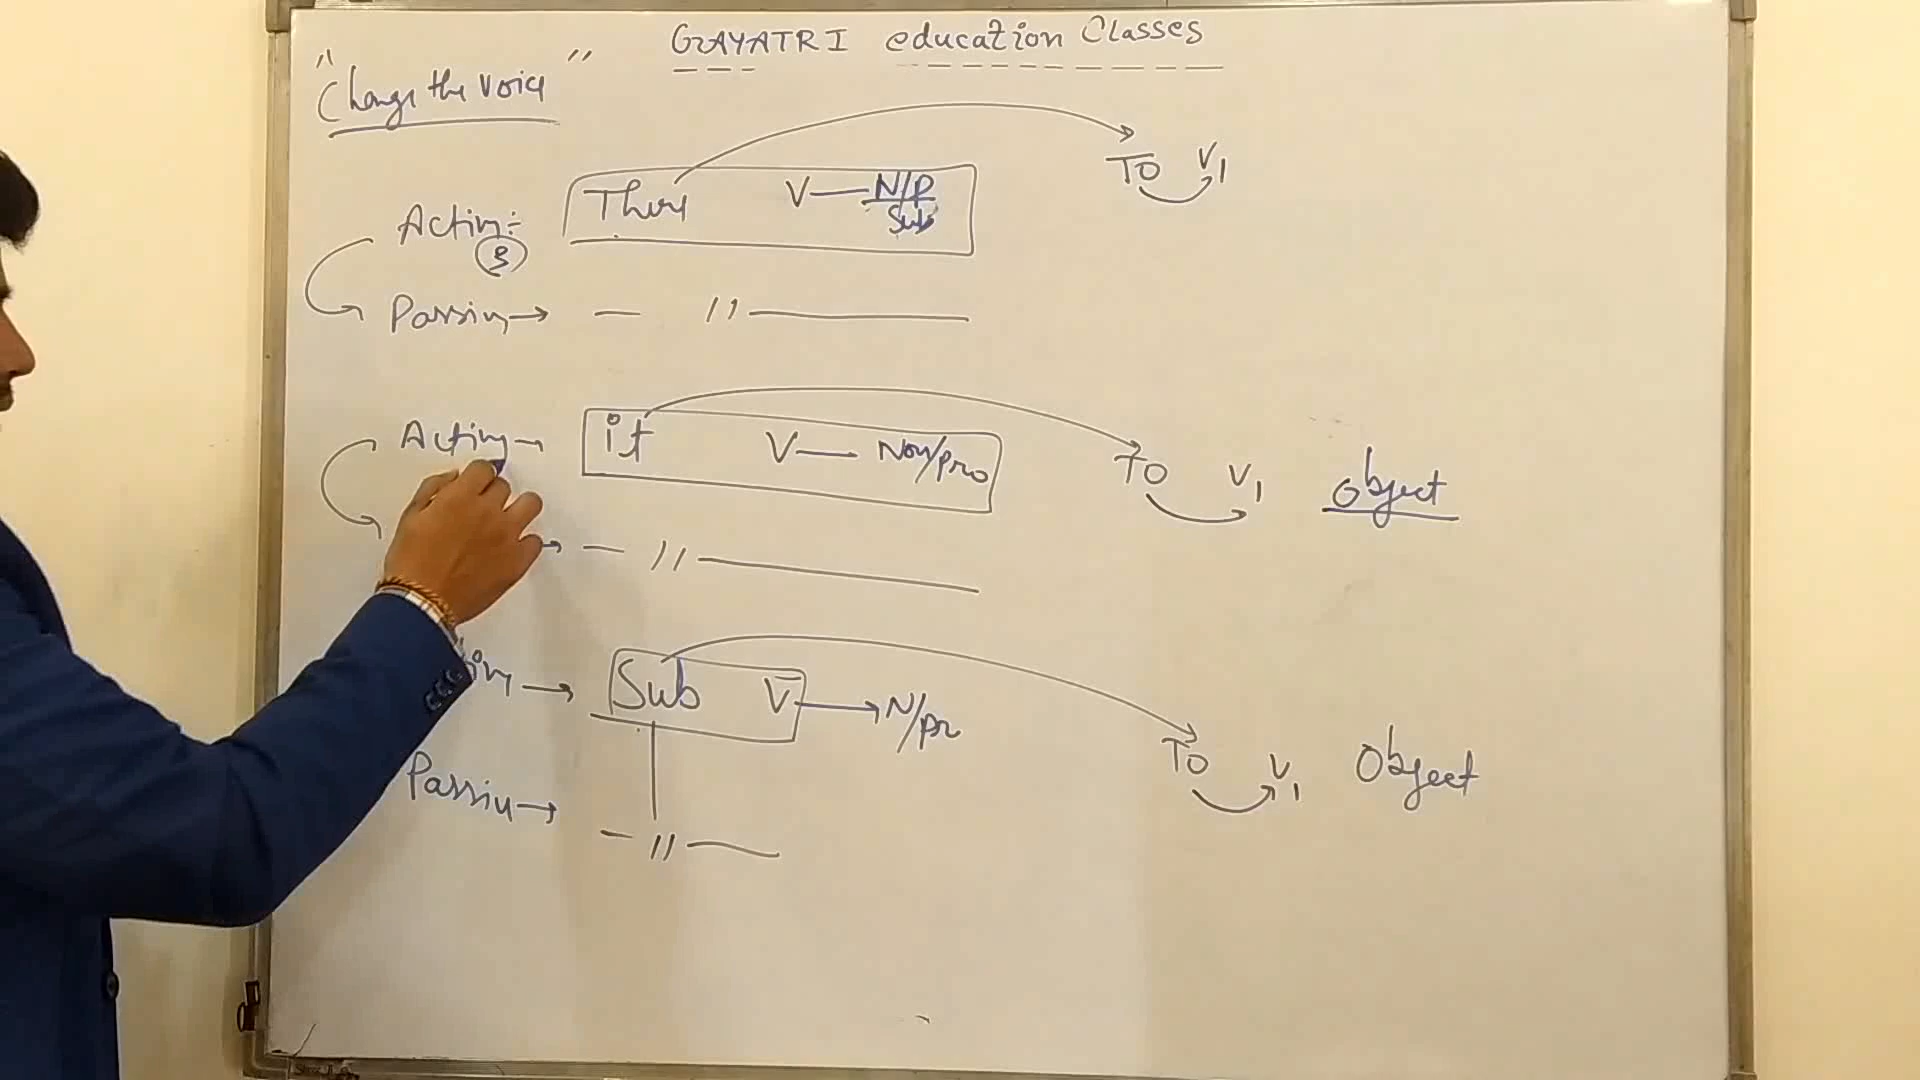 GAYATRI education Classes
"Change the Voice"
There V — N/P To V1
Sub
Active:
3
Passive → — // —
Active → it V — Noun/pro To V1 object
→ — // —
→ Sub V → N/pr To V1 Object
Passive →
— // —